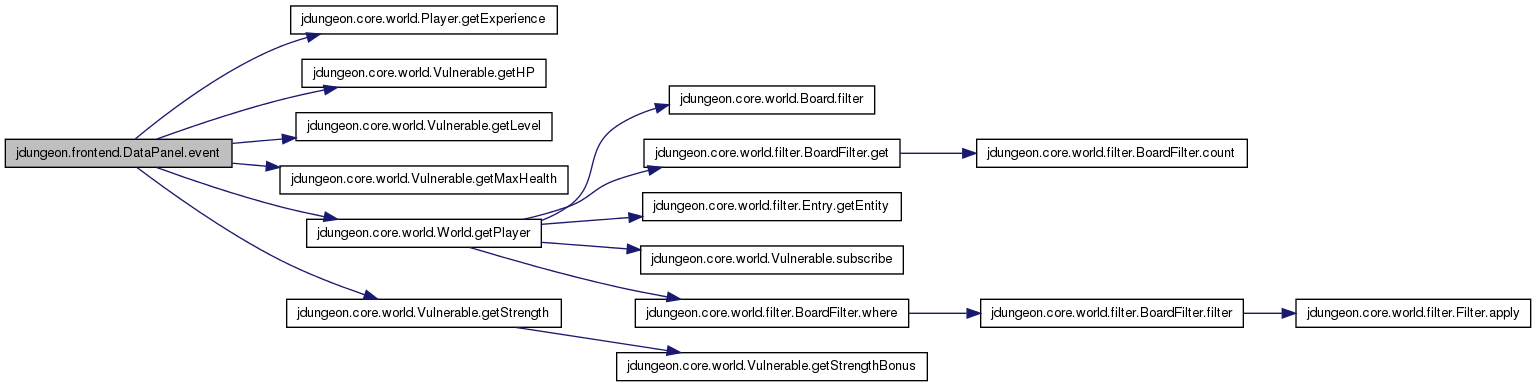 jdungeon.core.world.Player.getExperience
jdungeon.core.world.Vulnerable.getHP
jdungeon.core.world.Board.filter
jdungeon.core.world.Vulnerable.getLevel
jdungeon.frontend.DataPanel.event
jdungeon.core.world.filter.BoardFilter.get
jdungeon.core.world.filter.BoardFilter.count
jdungeon.core.world.Vulnerable.getMaxHealth
jdungeon.core.world.filter.Entry.getEntity
jdungeon.core.world.World.getPlayer
jdungeon.core.world.Vulnerable.subscribe
jdungeon.core.world.Vulnerable.getStrength
jdungeon.core.world.filter.BoardFilter.where
jdungeon.core.world.filter.BoardFilter.filter
jdungeon.core.world.filter.Filter.apply
jdungeon.core.world.Vulnerable.getStrengthBonus